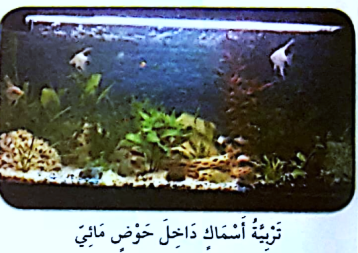 تَرْبِيَّةُ أَسْمَاكٍ دَاخِلَ حَوْضٍ مَائِيّ